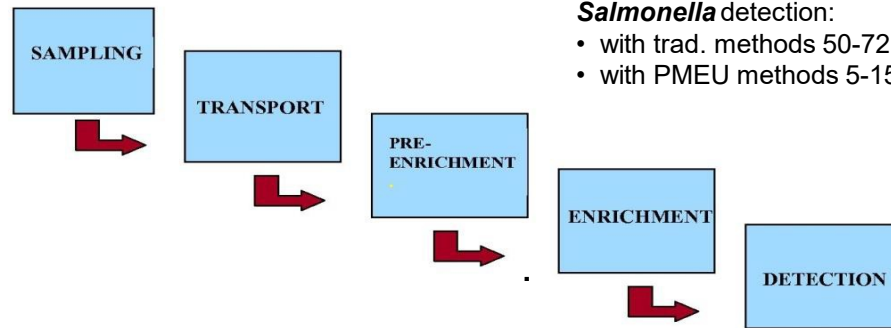 Salmonella detection:
• with trad. methods 50-72
• with PMEU methods 5-15
SAMPLING
TRANSPORT
PRE-
ENRICHMENT
ENRICHMENT
DETECTION